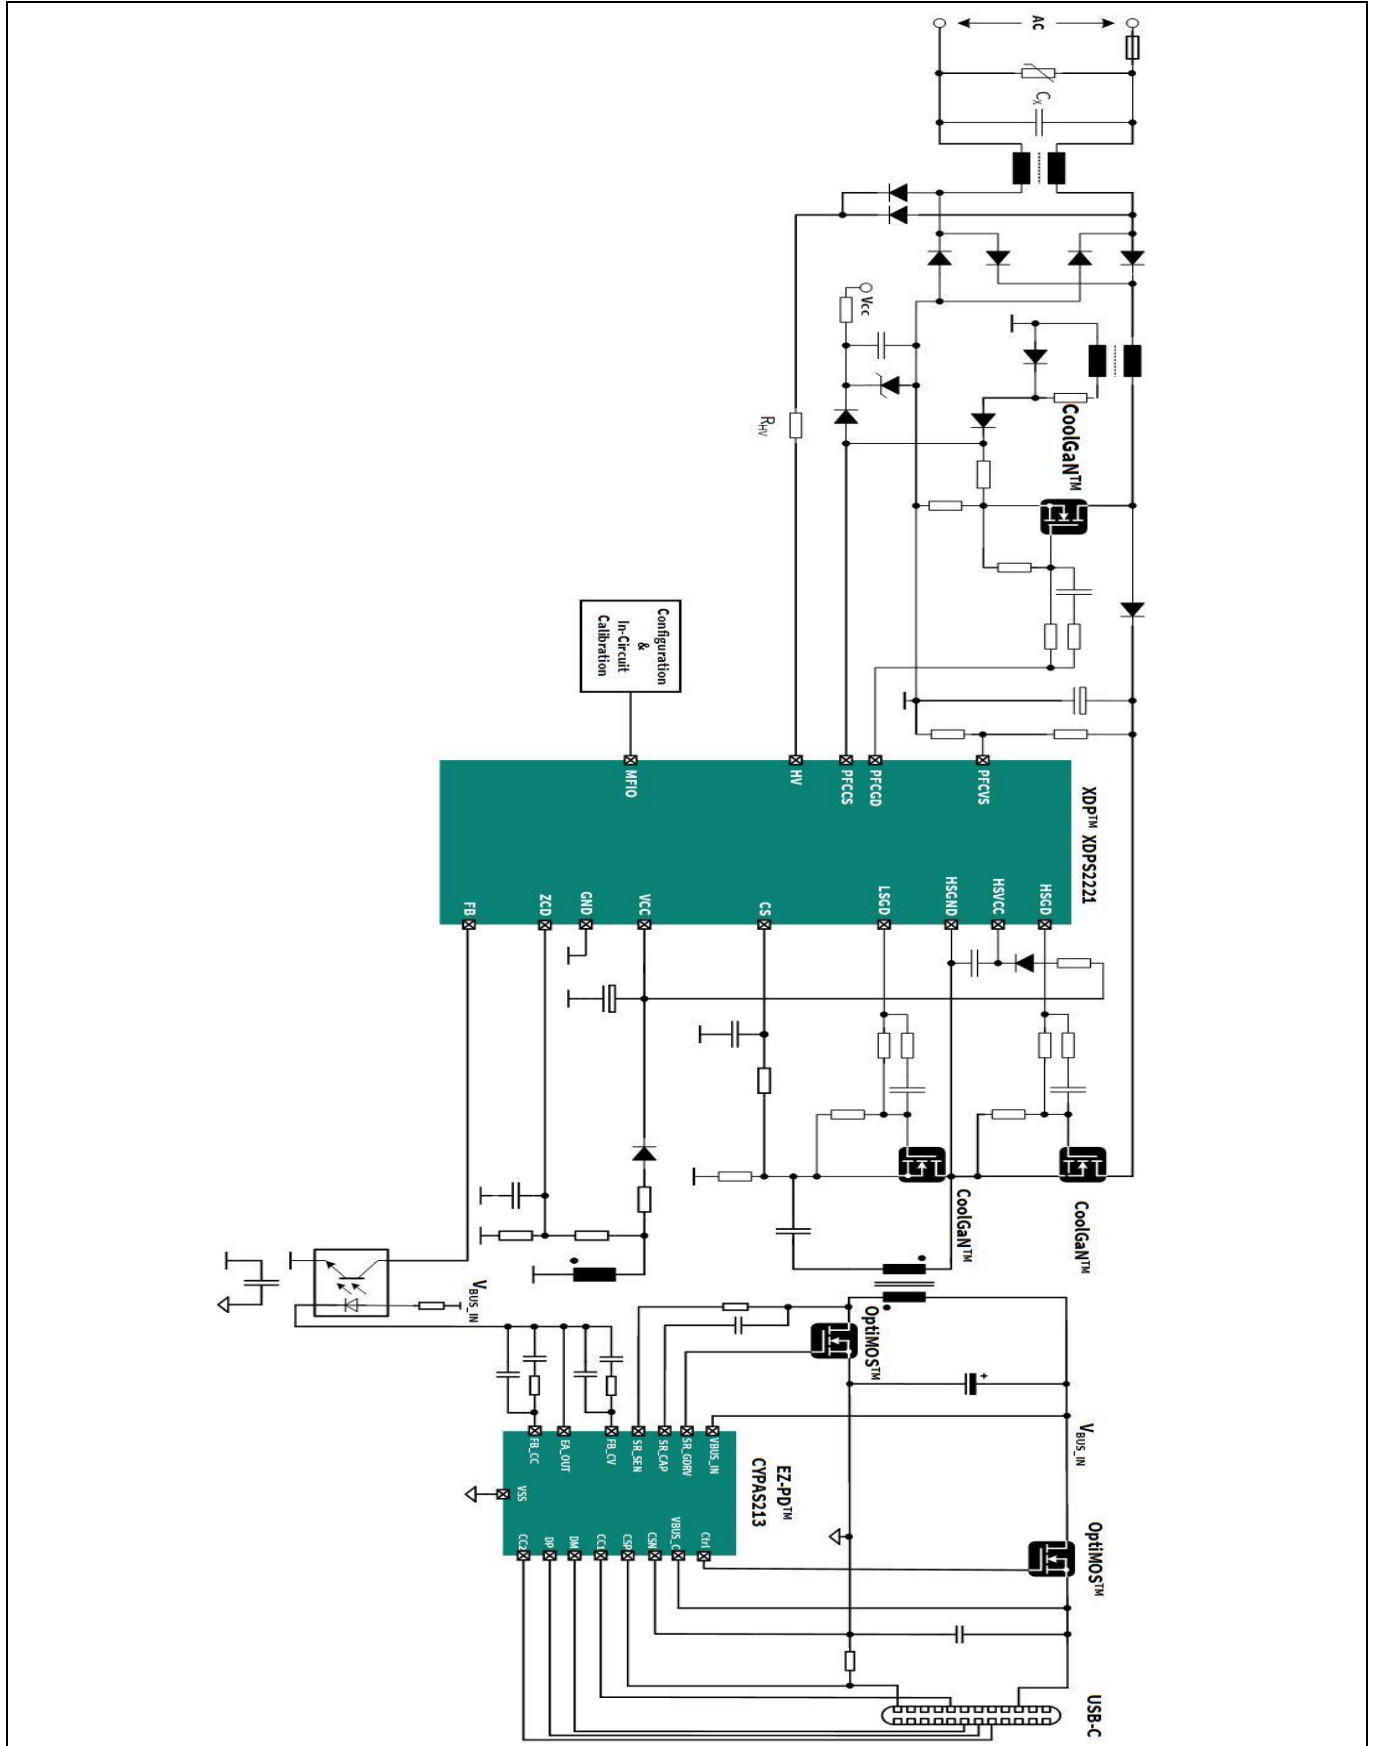 AC
Cx
Vcc
RHV
CoolGaN™
Configuration
&
In-Circuit
Calibration
MFIO
HV
PFCCS
PFCGD
PFCVS
XDP™ XDPS2221
FB
ZCD
GND
VCC
CS
LSGD
HSGND
HSVCC
HSGD
CoolGaN™
CoolGaN™
VBUS_IN
OptiMOS™
+
VBUS_IN
FB_CC
EA_OUT
FB_CV
SR_SEN
SR_CAP
SR_GDRV
VBUS_IN
EZ-PD™
CYPAS213
VSS
CC2
DP
DM
CC1
CSP
CSN
VBUS_C
Ctrl
OptiMOS™
USB-C